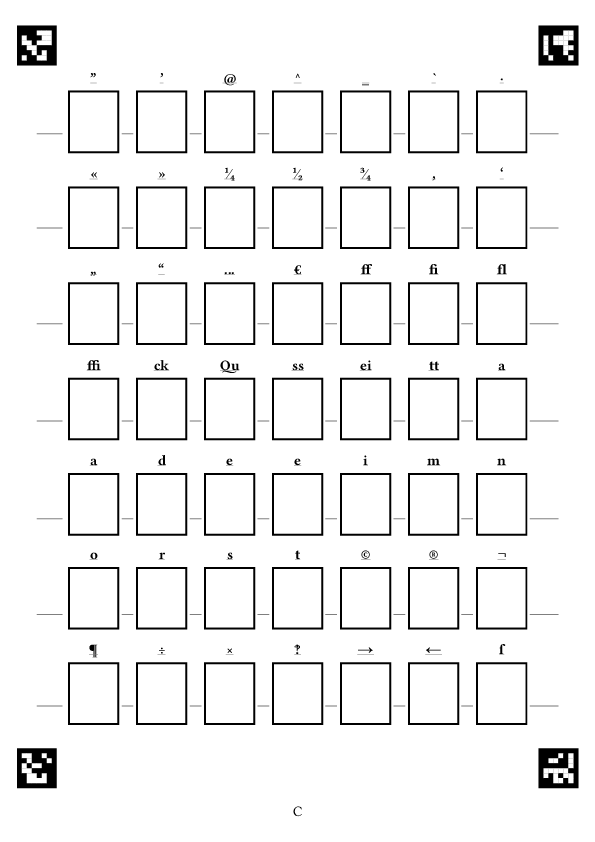 ” ’ @ ^ _ ` ·
« » ¼ ½ ¾ , ‘
„ “ … € ff fi fl
ffi ck Qu ss ei tt a
a d e e i m n
o r s t © ® ¬
¶ ÷ × ‽ → ← ſ
C